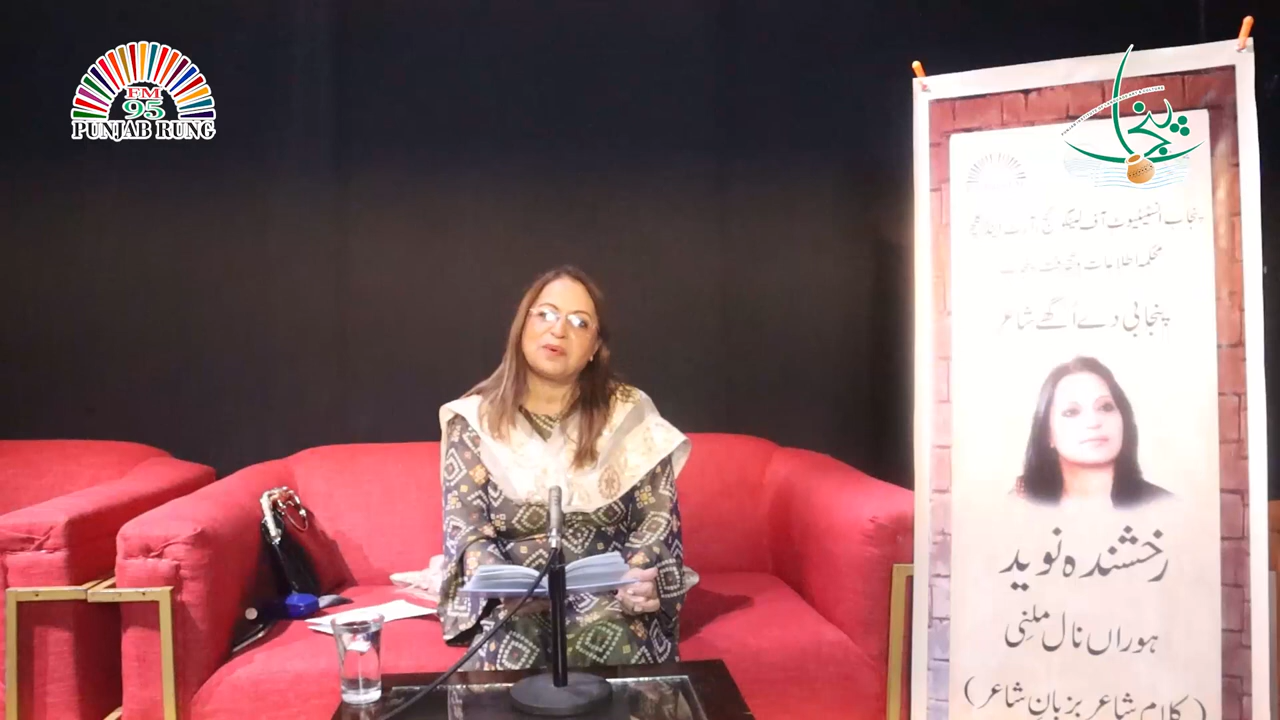 FM
95
PUNJAB RUNG
پنجاب
پنجاب انسٹیٹیوٹ آف لینگوئج آرٹ اینڈ کلچر
محکمہ اطلاعات و ثقافت پنجاب
پنجابی دے اُگھے شاعر
رخشندہ نوید
ہوراں نال ملنی
(کلام شاعر بزبان شاعر)